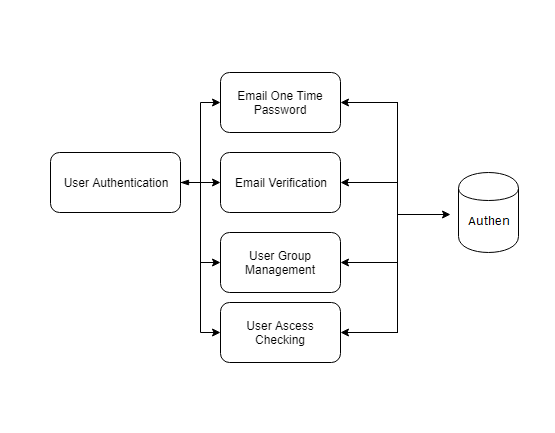 Email One Time
Password
User Authentication
Email Verification
Authen
User Group
Management
User Ascess
Checking